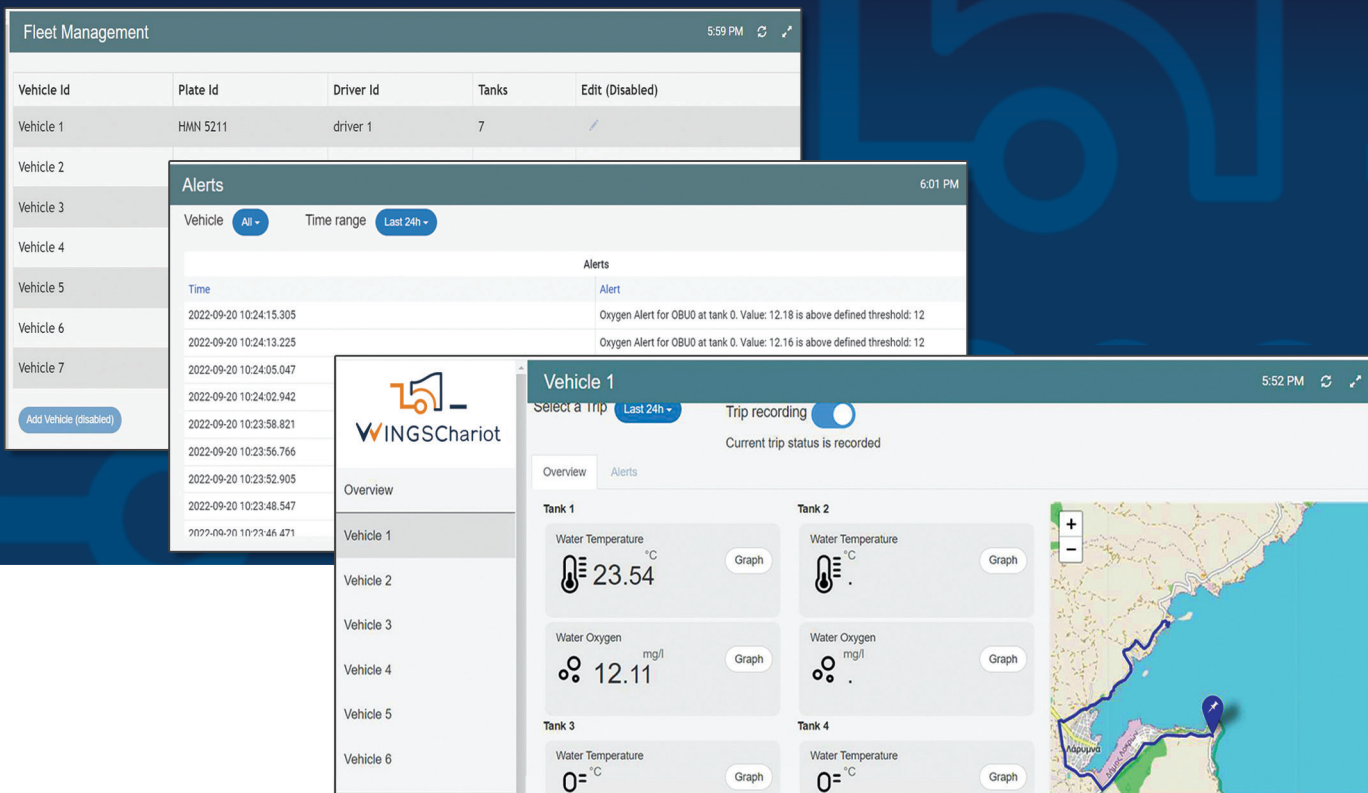 Fleet Management
5:59 PM
Vehicle Id Plate Id Driver Id Tanks Edit (Disabled)
Vehicle 1 HMN 5211 driver 1 7
Vehicle 2
Vehicle 3
Vehicle 4
Vehicle 5
Vehicle 6
Vehicle 7
Add Vehicle (disabled)
Alerts
6:01 PM
Vehicle All Time range Last 24h
Alerts
Time Alert
2022-09-20 10:24:15.305 Oxygen Alert for OBU0 at tank 0. Value: 12.18 is above defined threshold: 12
2022-09-20 10:24:13.225 Oxygen Alert for OBU0 at tank 0. Value: 12.16 is above defined threshold: 12
2022-09-20 10:24:05.047
2022-09-20 10:24:02.942
2022-09-20 10:23:58.821
2022-09-20 10:23:56.766
2022-09-20 10:23:52.905
2022-09-20 10:23:48.547
2022-09-20 10:23:46.471
WINGSChariot
Overview
Vehicle 1
Vehicle 2
Vehicle 3
Vehicle 4
Vehicle 5
Vehicle 6
Vehicle 1
5:52 PM
Select a Trip Last 24h Trip recording
Current trip status is recorded
Overview Alerts
Tank 1 Tank 2
Water Temperature Water Temperature
°C °C
23.54 Graph . Graph
Water Oxygen Water Oxygen
mg/l mg/l
12.11 Graph . Graph
Tank 3 Tank 4
Water Temperature Water Temperature
°C °C
Graph Graph
+
−
Λάρυμνα
Δήμος Λοκρών